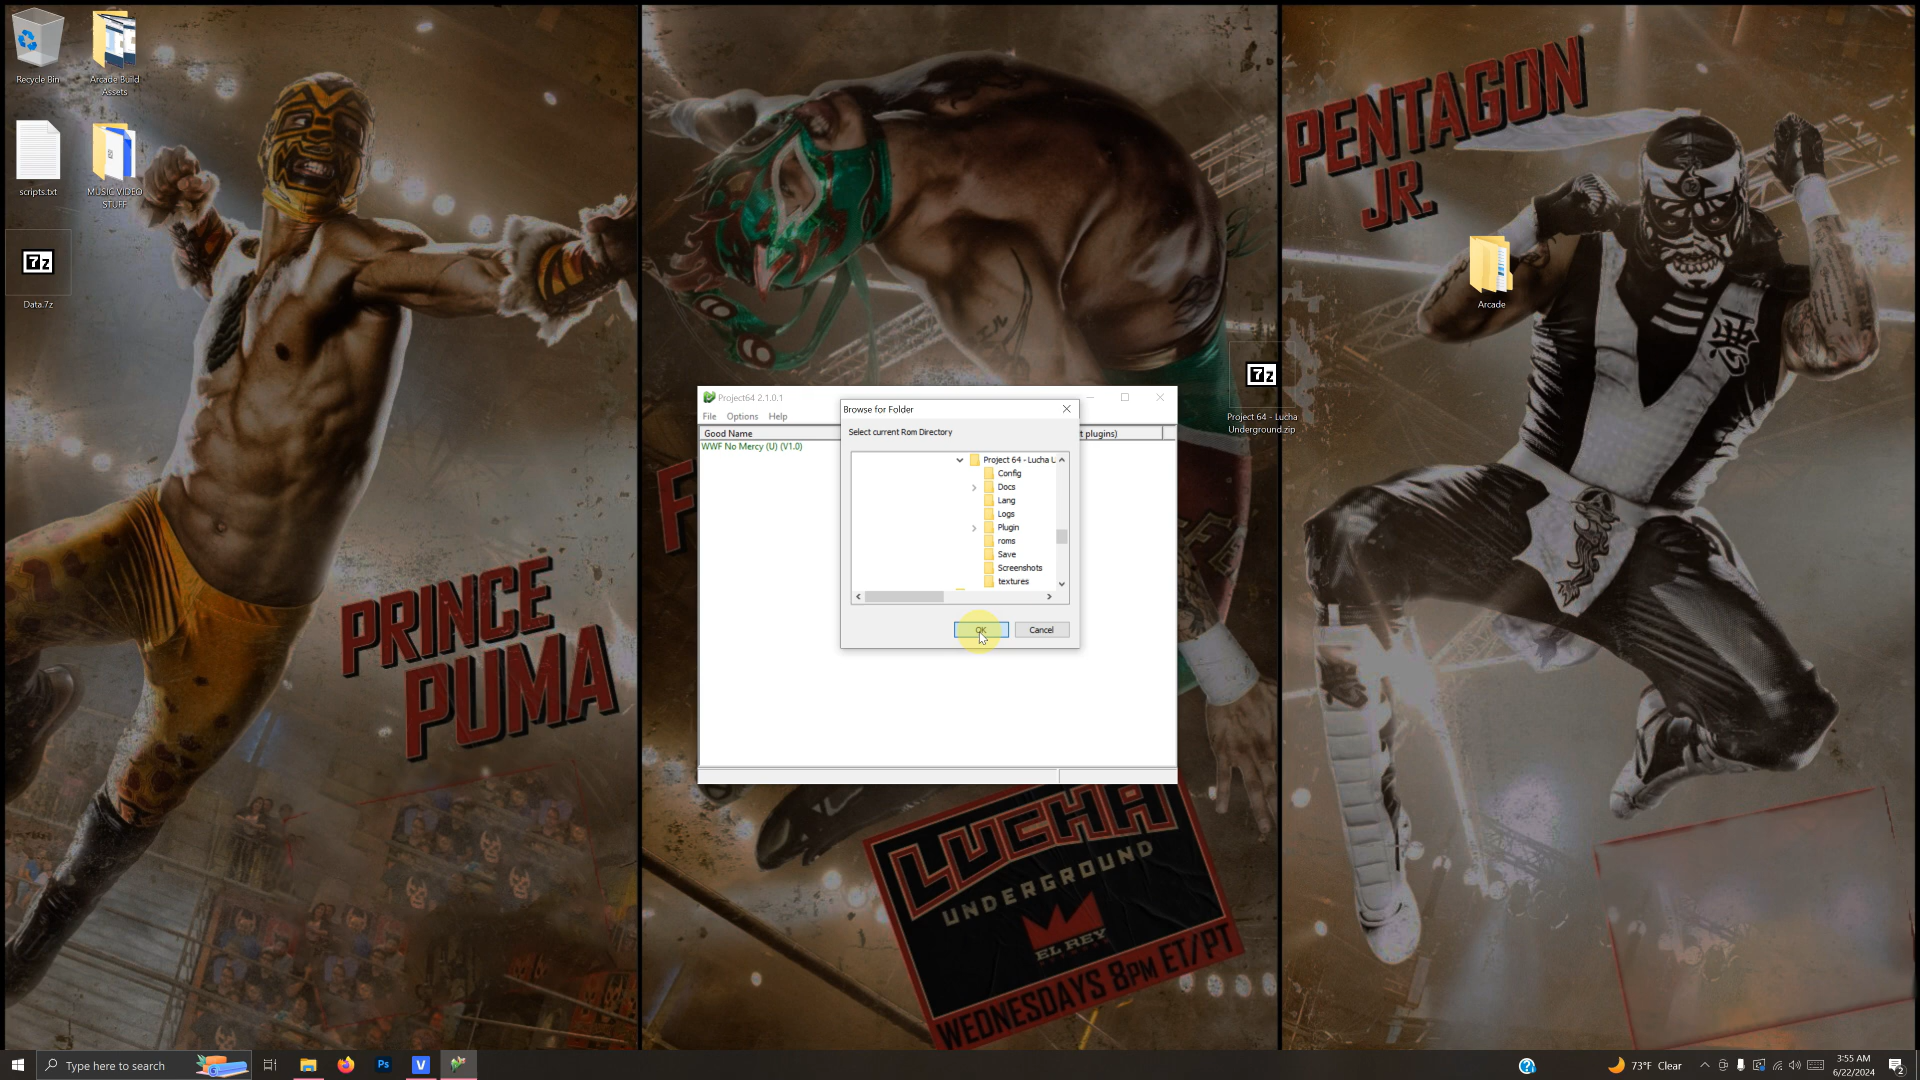 Recycle Bin
Arcade Build
Assets
scripts.txt
MUSIC VIDEO
STUFF
7z
Data.7z
PRINCE
PUMA
PENTAGON
JR.
Arcade
7z
Project 64 - Lucha
Underground.zip
Project64 2.1.0.1
File Options Help
Good Name
t plugins)
WWF No Mercy (U) (V1.0)
Browse for Folder
Select current Rom Directory
Project 64 - Lucha U
Config
Docs
Lang
Logs
Plugin
roms
Save
Screenshots
textures
OK
Cancel
LUCHA
UNDERGROUND
EL REY
WEDNESDAYS 8PM ET/PT
Type here to search
Ps
V
73°F Clear
3:55 AM
6/22/2024
2